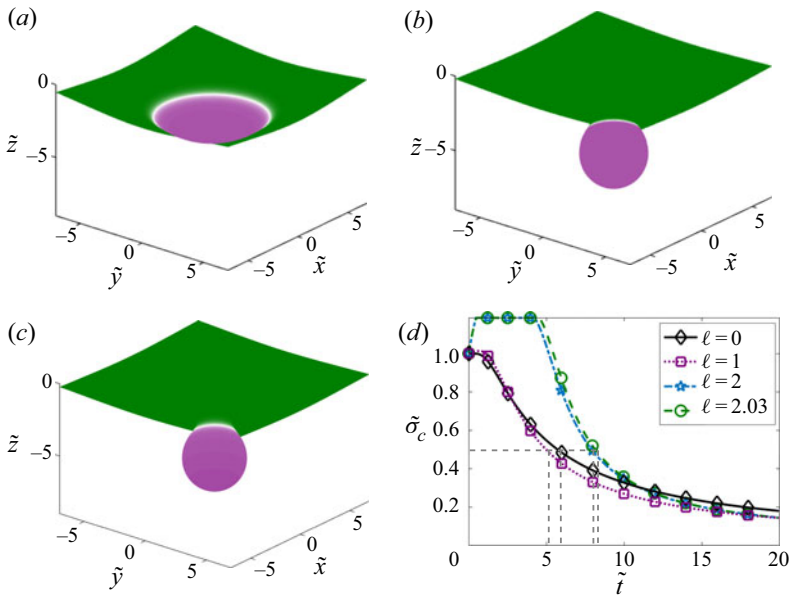 (a)
0
z̃
−5
−5
0
5
ỹ
−5
0
5
x̃
(b)
0
z̃
−5
−5
0
5
ỹ
−5
0
5
x̃
(c)
0
z̃
−5
−5
0
5
ỹ
−5
0
5
x̃
(d)
ℓ = 0
ℓ = 1
ℓ = 2
ℓ = 2.03
1.0
0.8
σ̃c
0.6
0.4
0.2
0
5
10
15
20
t̃